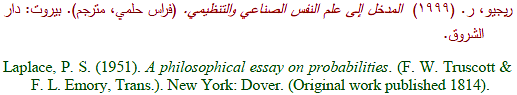 ريجيو، ر. (١٩٩٩) المدخل إلى علم النفس الصناعي والتنظيمي. (فراس حلمي، مترجم). بيروت: دار
الشروق.
Laplace, P. S. (1951). A philosophical essay on probabilities. (F. W. Truscott &
F. L. Emory, Trans.). New York: Dover. (Original work published 1814).